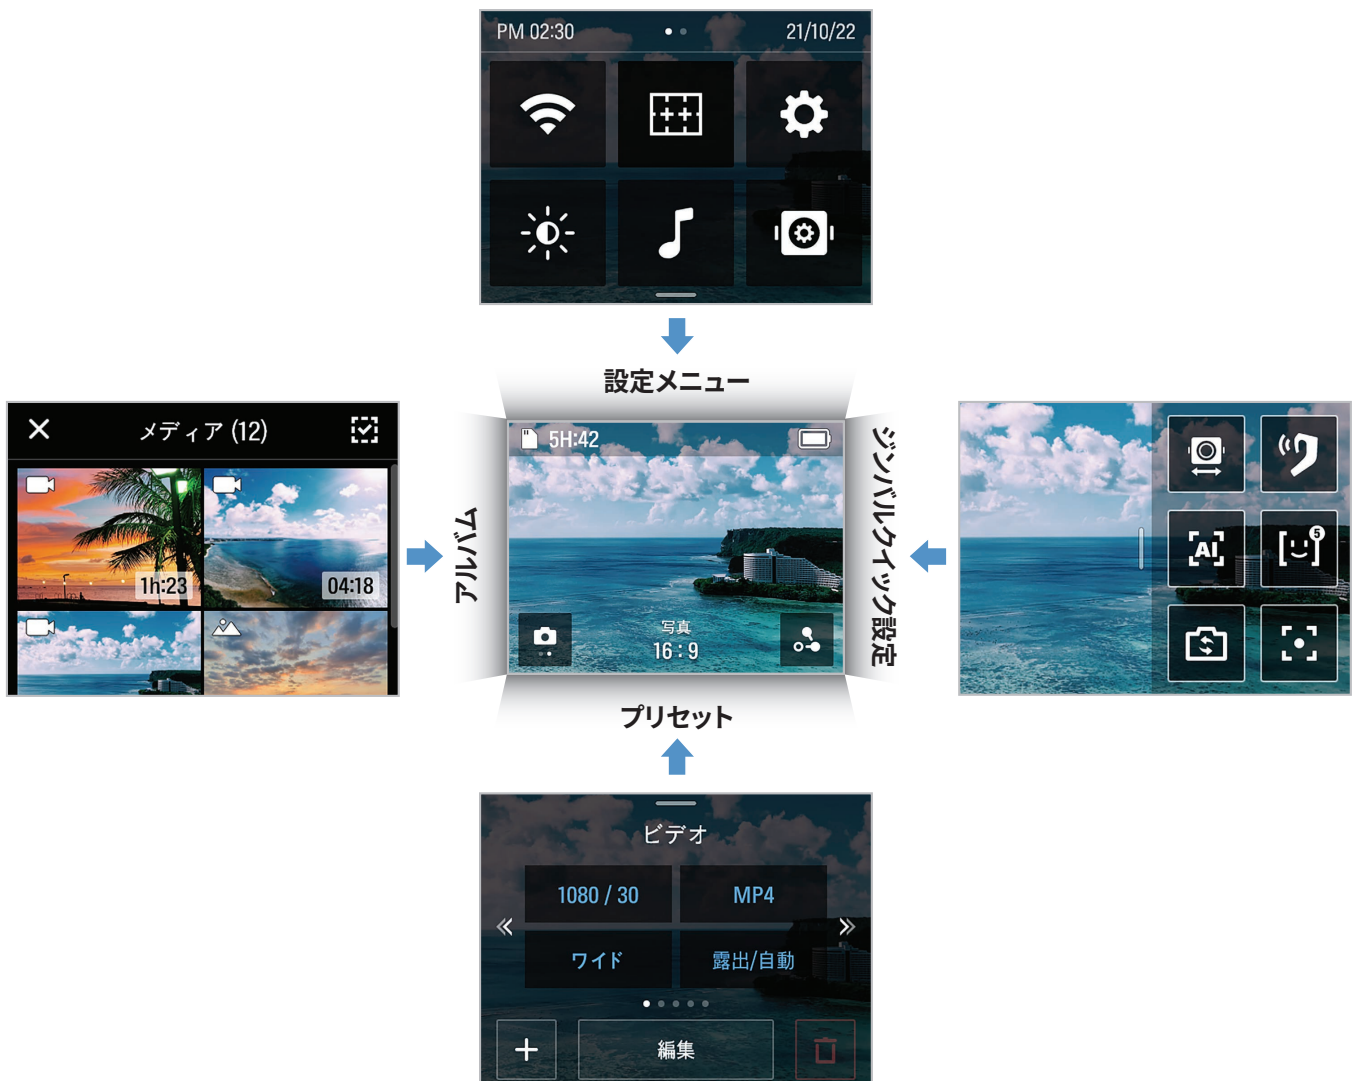 PM 02:30
21/10/22
設定メニュー
メディア (12)
1h:23
04:18
アルバム
5H:42
写真
16 : 9
ジンバルクイック設定
AI
5
プリセット
ビデオ
1080 / 30
MP4
ワイド
露出/自動
編集